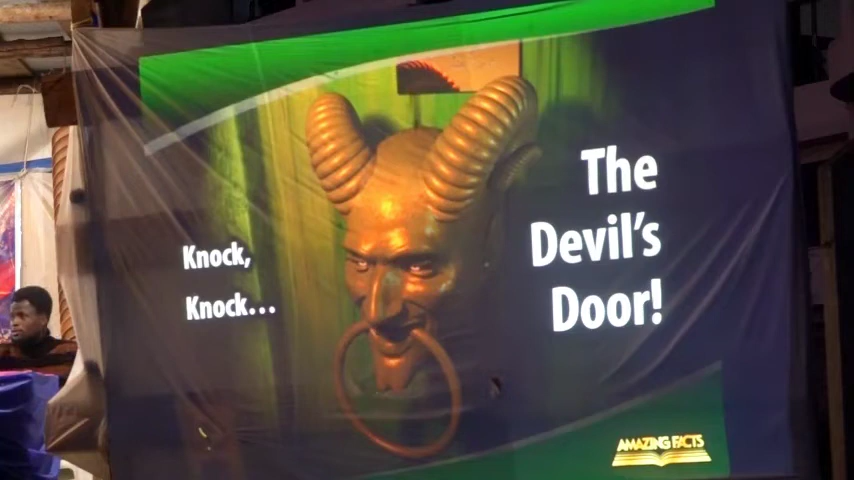 Knock,
Knock...
The
Devil's
Door!
AMAZING FACTS